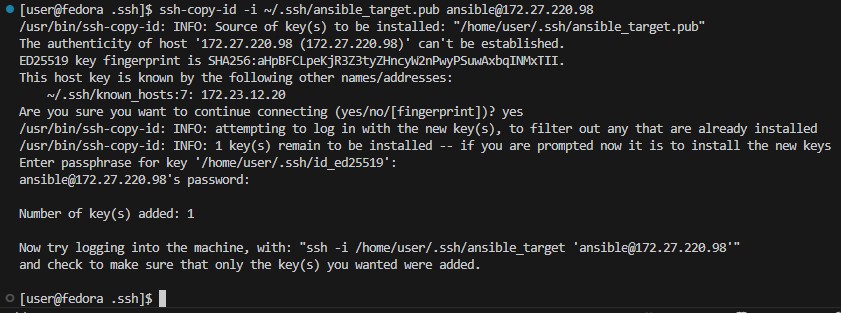 [user@fedora .ssh]$ ssh-copy-id -i ~/.ssh/ansible_target.pub ansible@172.27.220.98
/usr/bin/ssh-copy-id: INFO: Source of key(s) to be installed: "/home/user/.ssh/ansible_target.pub"
The authenticity of host '172.27.220.98 (172.27.220.98)' can't be established.
ED25519 key fingerprint is SHA256:aHpBFCLpeKjR3Z3tyZHncyW2nPwyPSuwAxbqINMxTII.
This host key is known by the following other names/addresses:
    ~/.ssh/known_hosts:7: 172.23.12.20
Are you sure you want to continue connecting (yes/no/[fingerprint])? yes
/usr/bin/ssh-copy-id: INFO: attempting to log in with the new key(s), to filter out any that are already installed
/usr/bin/ssh-copy-id: INFO: 1 key(s) remain to be installed -- if you are prompted now it is to install the new keys
Enter passphrase for key '/home/user/.ssh/id_ed25519':
ansible@172.27.220.98's password:

Number of key(s) added: 1

Now try logging into the machine, with: "ssh -i /home/user/.ssh/ansible_target 'ansible@172.27.220.98'"
and check to make sure that only the key(s) you wanted were added.

[user@fedora .ssh]$